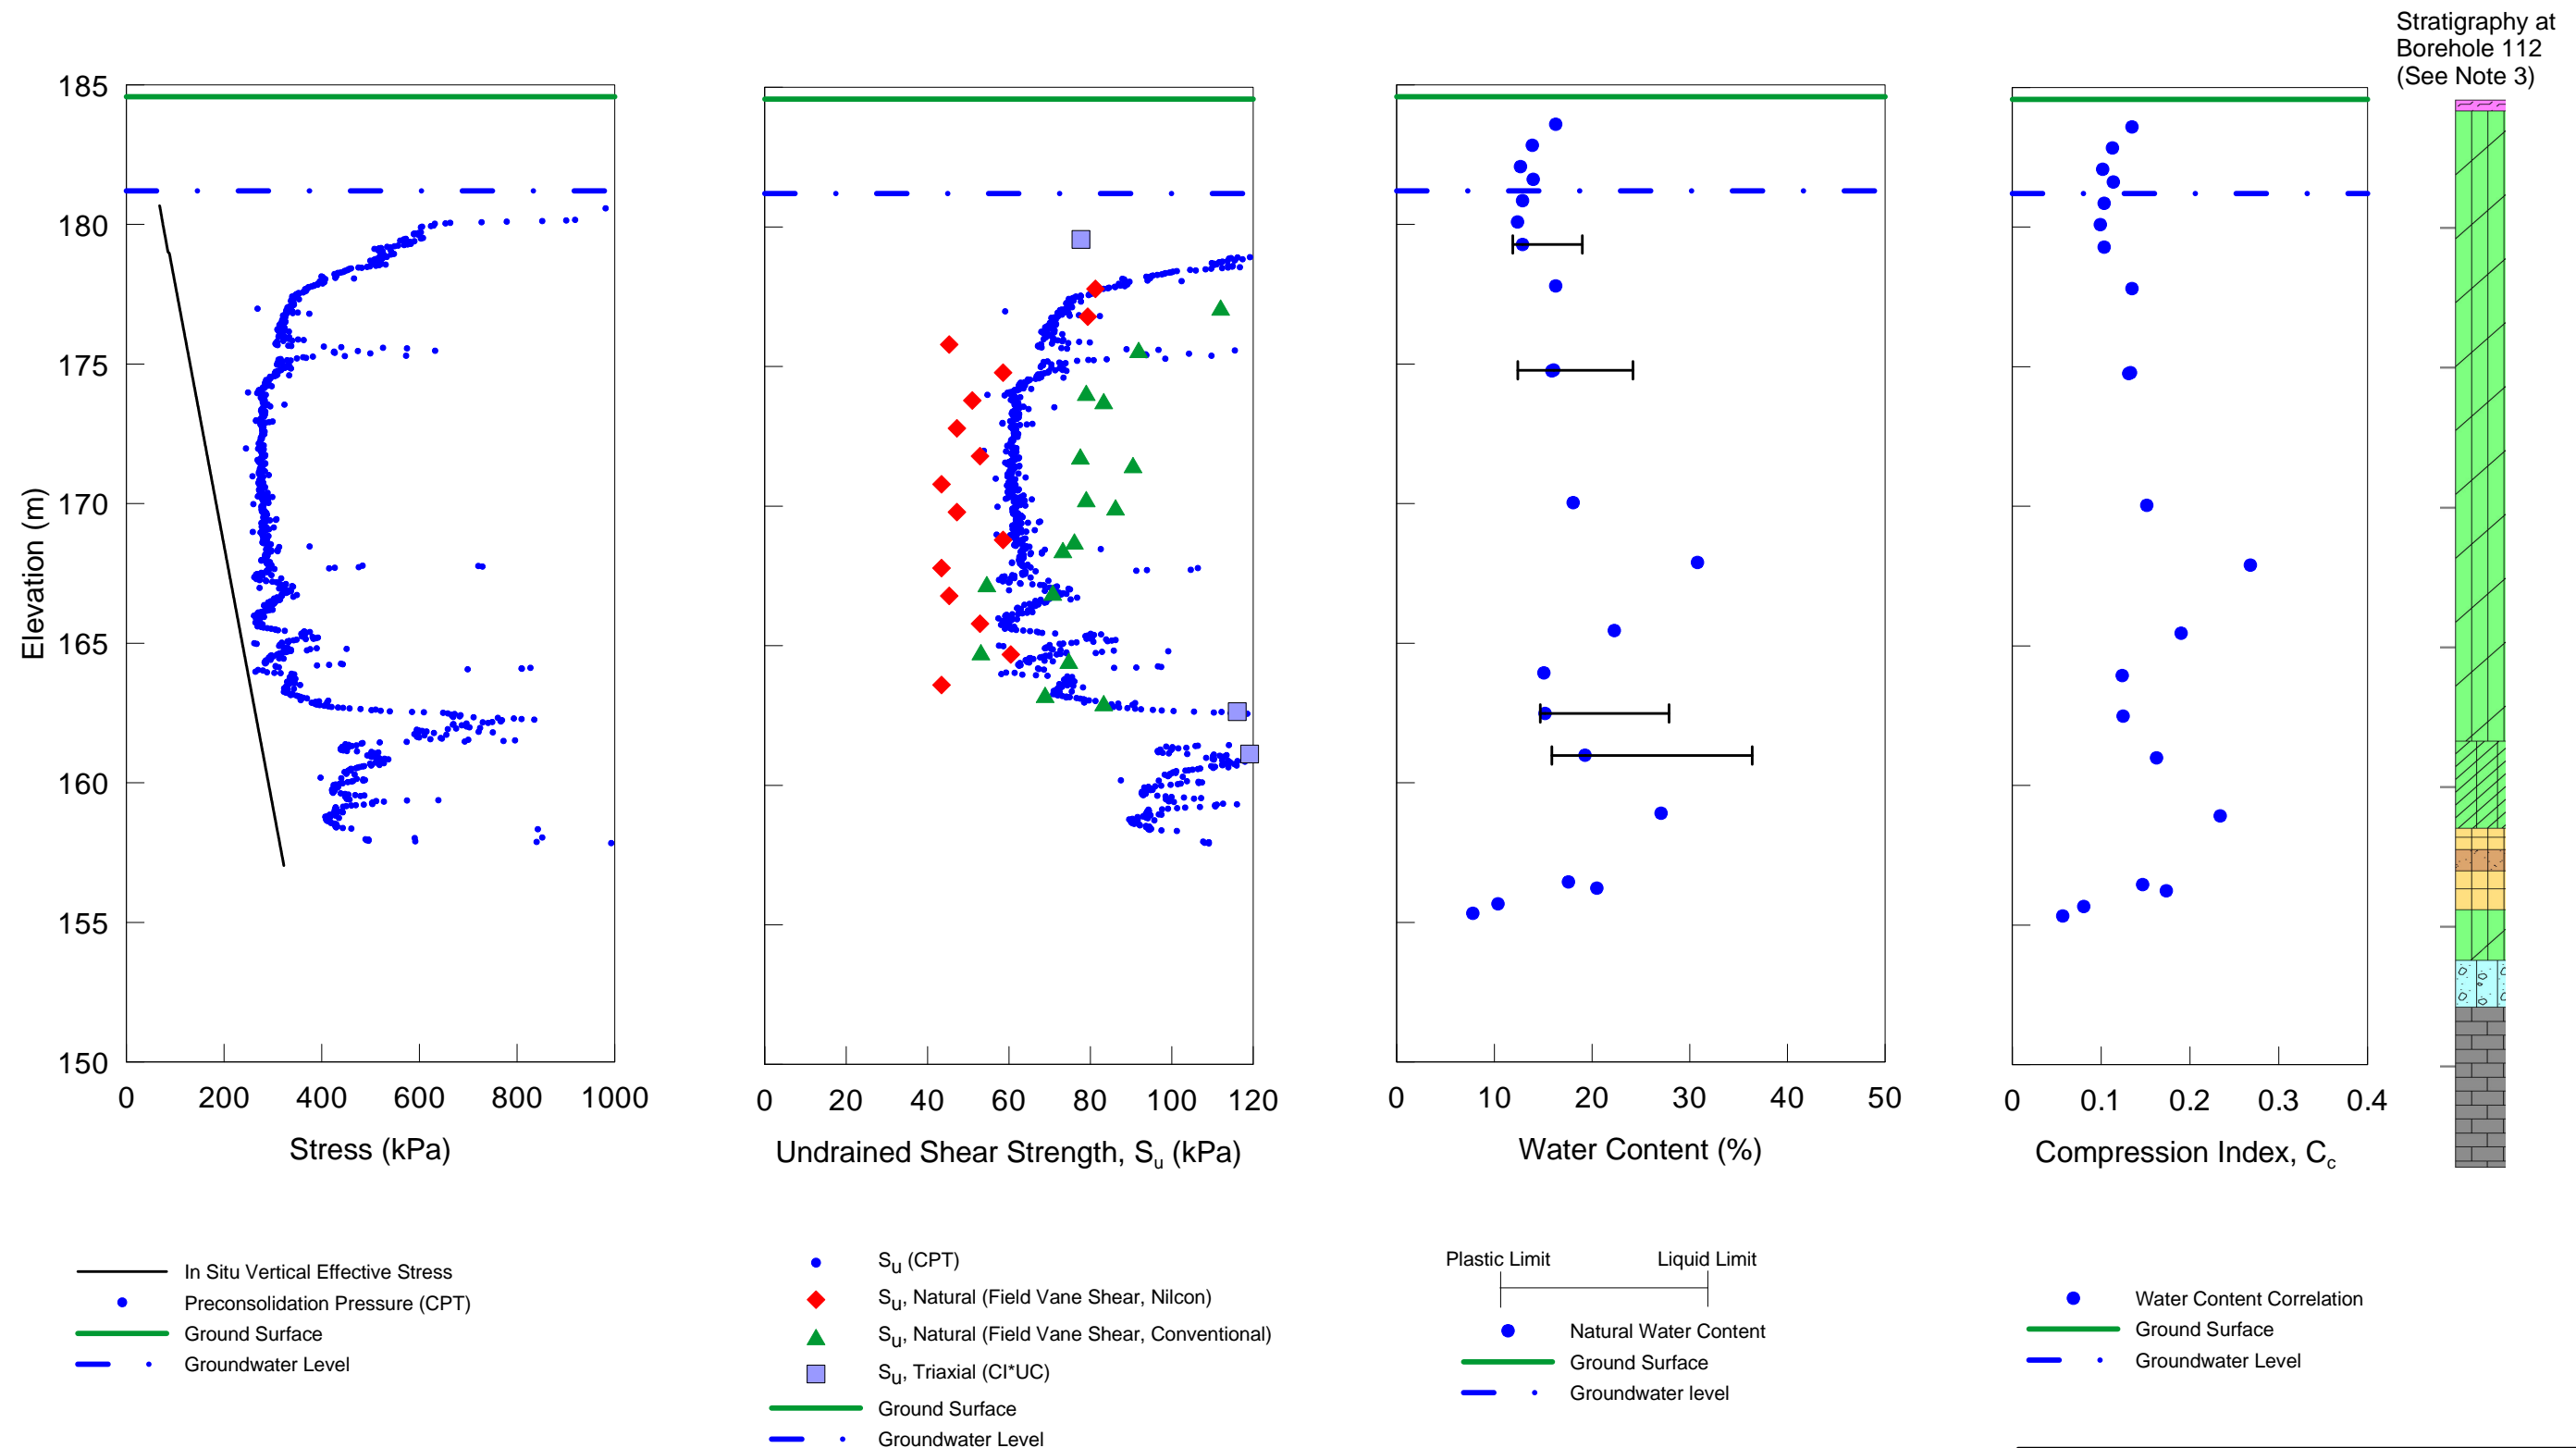 Stratigraphy at
Borehole 112
(See Note 3)
185
180
175
170
165
160
155
150
Elevation (m)
0 200 400 600 800 1000
Stress (kPa)
0 20 40 60 80 100 120
Undrained Shear Strength, Su (kPa)
0 10 20 30 40 50
Water Content (%)
0 0.1 0.2 0.3 0.4
Compression Index, Cc
In Situ Vertical Effective Stress
Preconsolidation Pressure (CPT)
Ground Surface
Groundwater Level
Su (CPT)
Su, Natural (Field Vane Shear, Nilcon)
Su, Natural (Field Vane Shear, Conventional)
Su, Triaxial (CI*UC)
Ground Surface
Groundwater Level
Plastic Limit Liquid Limit
Natural Water Content
Ground Surface
Groundwater level
Water Content Correlation
Ground Surface
Groundwater Level